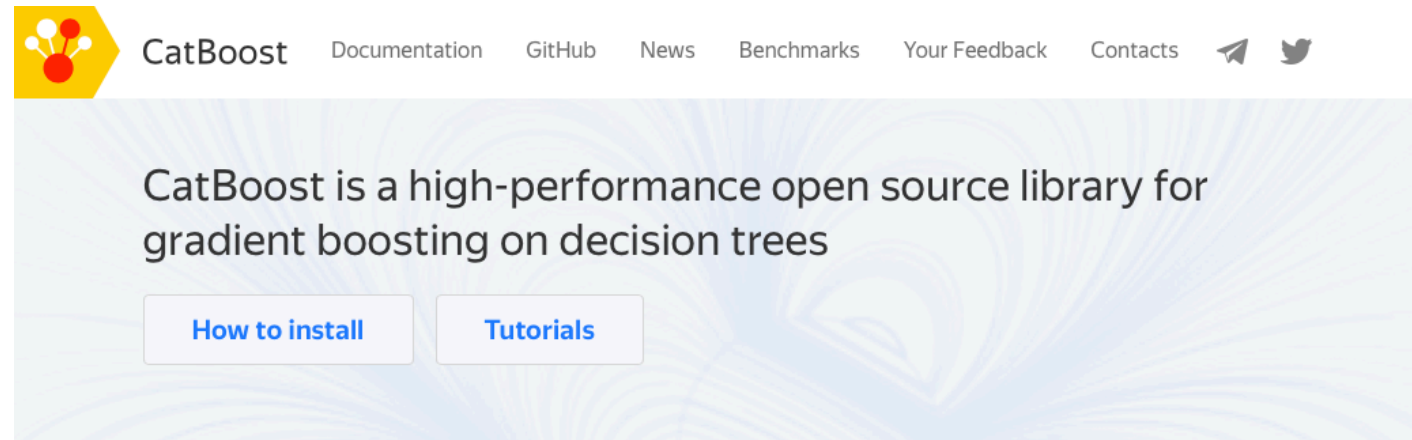 CatBoost Documentation GitHub News Benchmarks Your Feedback Contacts
CatBoost is a high-performance open source library for
gradient boosting on decision trees
How to install Tutorials